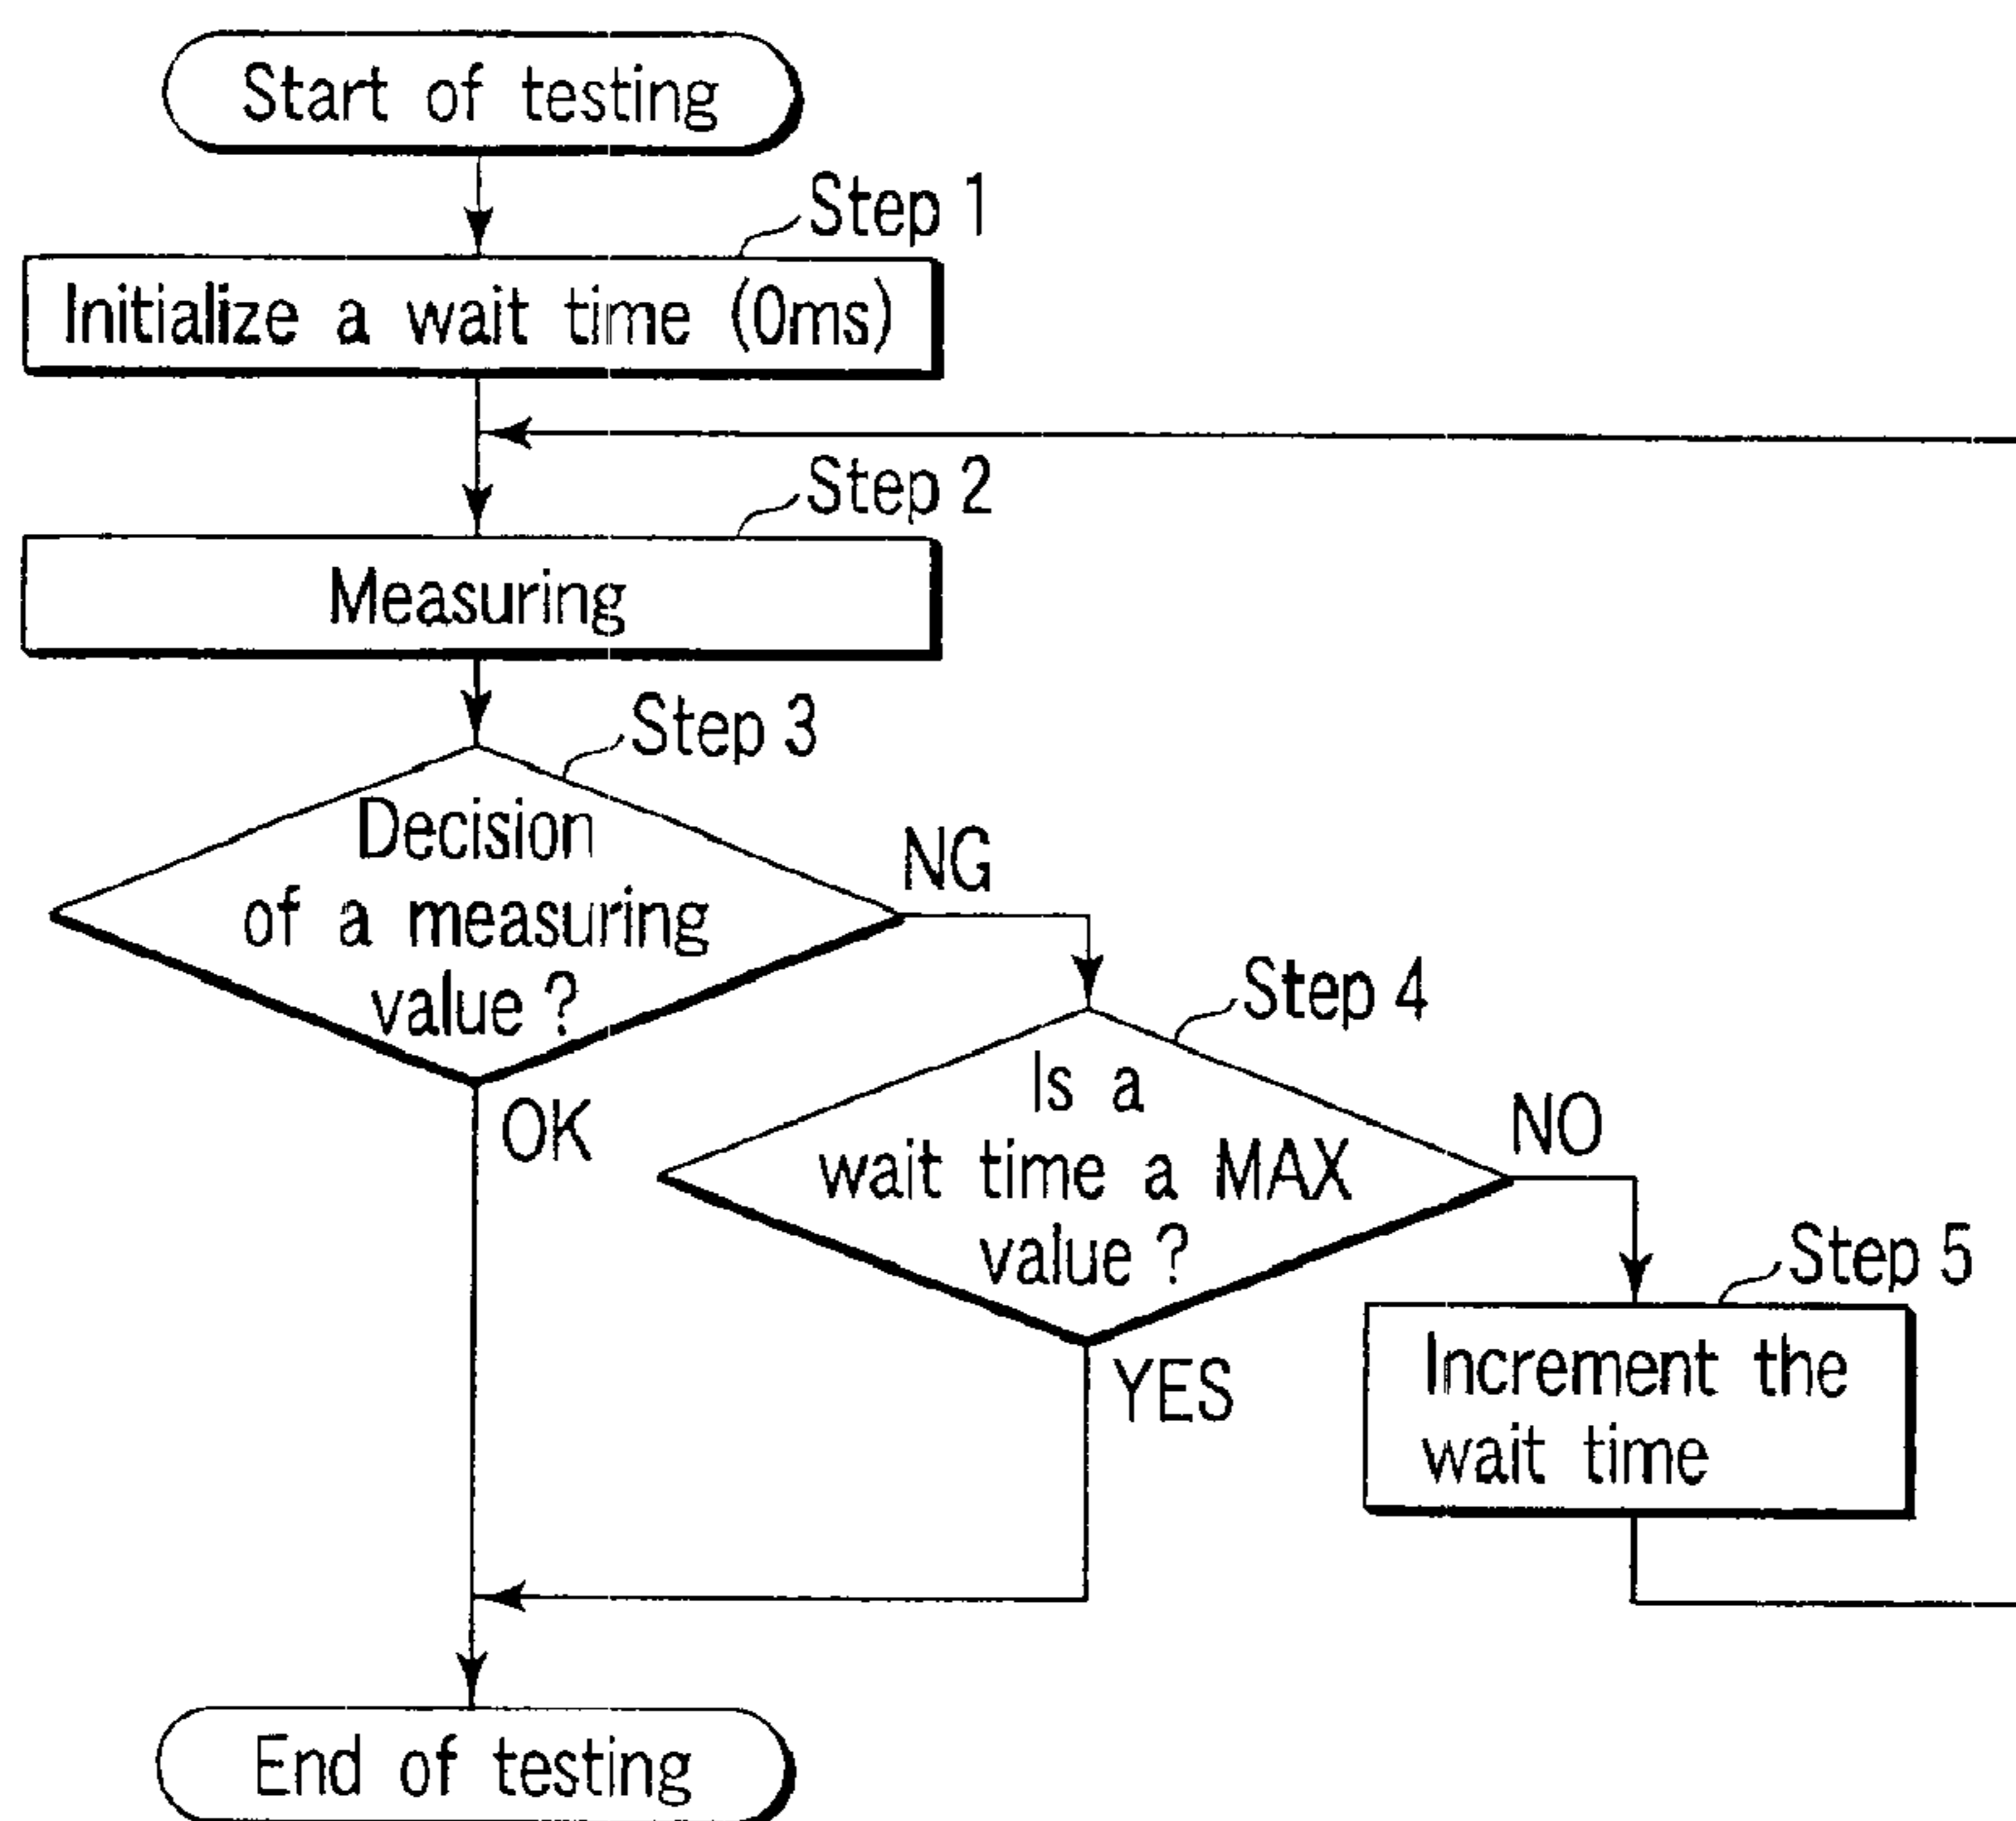 Start of testing
Step 1
Initialize a wait time (0ms)
Step 2
Measuring
Step 3
Decision
of a measuring
value ?
NG
OK
Step 4
Is a
wait time a MAX
value ?
NO
YES
Step 5
Increment the
wait time
End of testing